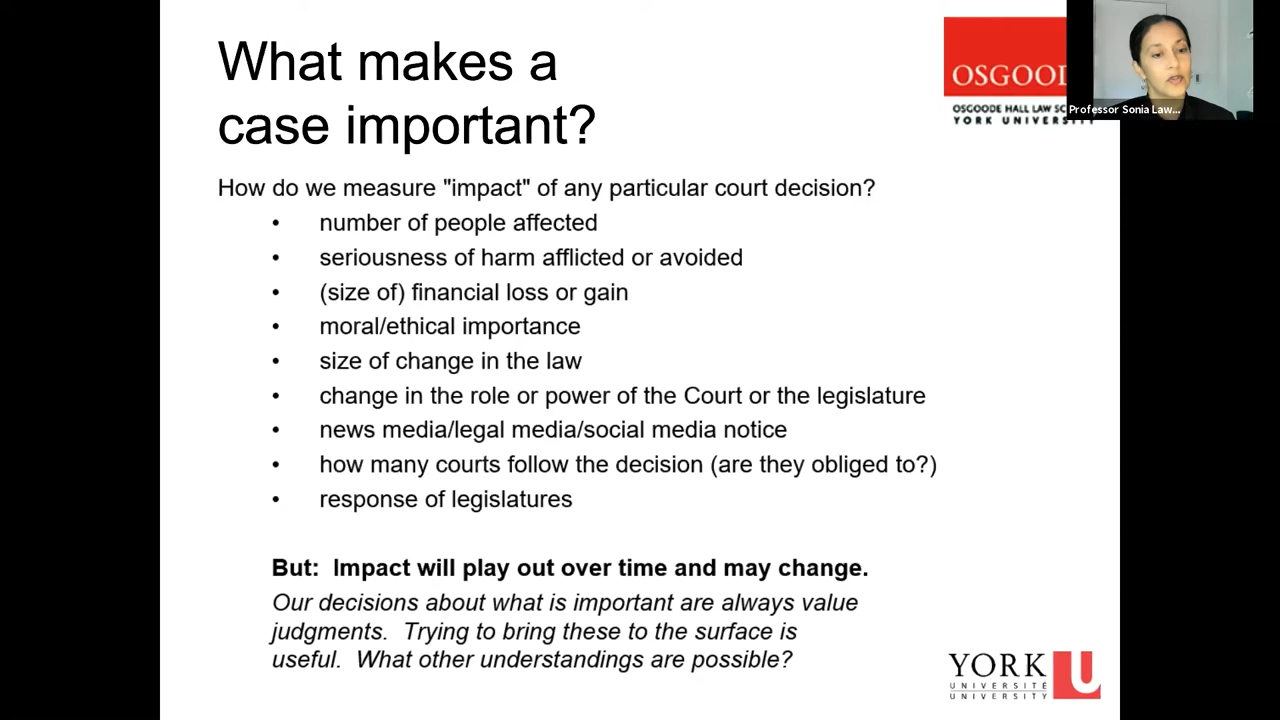 What makes a
case important?
OSGOOD
OSGOODE HALL LAW SC
YORK UNIVERSITY
Professor Sonia Law...
How do we measure "impact" of any particular court decision?
• number of people affected
• seriousness of harm afflicted or avoided
• (size of) financial loss or gain
• moral/ethical importance
• size of change in the law
• change in the role or power of the Court or the legislature
• news media/legal media/social media notice
• how many courts follow the decision (are they obliged to?)
• response of legislatures
But: Impact will play out over time and may change.
Our decisions about what is important are always value
judgments. Trying to bring these to the surface is
useful. What other understandings are possible?
YORK U
UNIVERSITÉ
UNIVERSITY